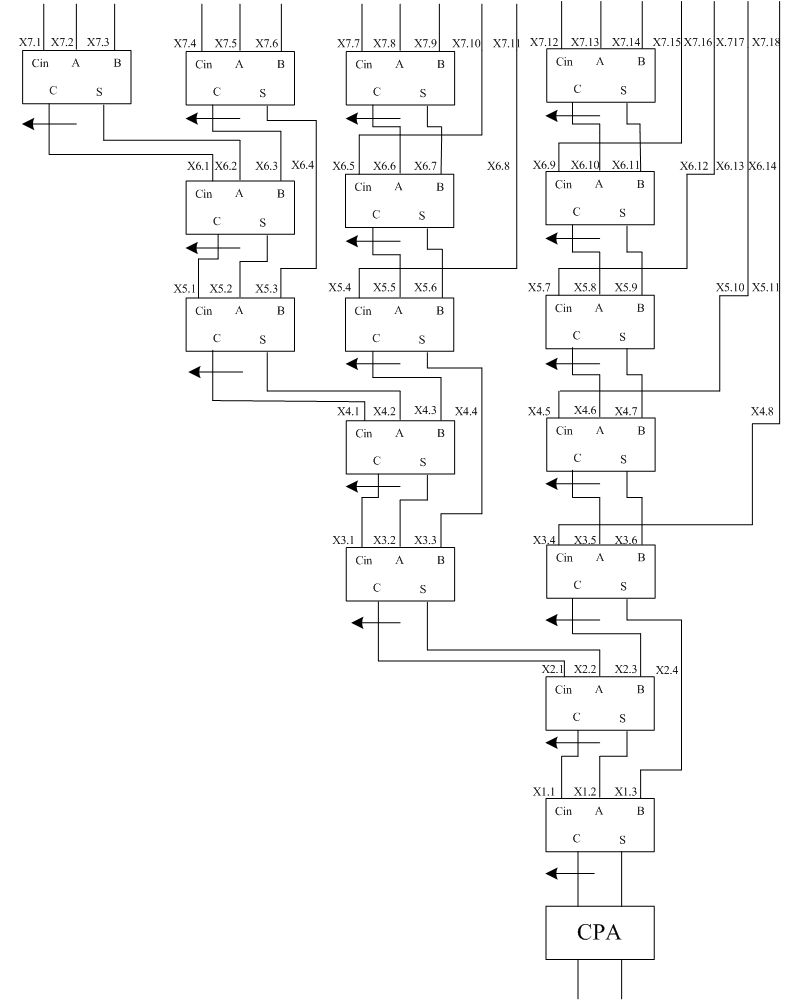 X7.1 X7.2 X7.3 X7.4 X7.5 X7.6 X7.7 X7.8 X7.9 X7.10 X7.11 X7.12 X7.13 X7.14 X7.15 X7.16 X.717 X7.18
Cin A B Cin A B Cin A B Cin A B
C S C S C S C S
X6.1 X6.2 X6.3 X6.4 X6.5 X6.6 X6.7 X6.8 X6.9 X6.10 X6.11 X6.12 X6.13 X6.14
Cin A B Cin A B Cin A B
C S C S C S
X5.1 X5.2 X5.3 X5.4 X5.5 X5.6 X5.7 X5.8 X5.9 X5.10 X5.11
Cin A B Cin A B Cin A B
C S C S C S
X4.1 X4.2 X4.3 X4.4 X4.5 X4.6 X4.7 X4.8
Cin A B Cin A B
C S C S
X3.1 X3.2 X3.3 X3.4 X3.5 X3.6
Cin A B Cin A B
C S C S
X2.1 X2.2 X2.3 X2.4
Cin A B
C S
X1.1 X1.2 X1.3
Cin A B
C S
CPA